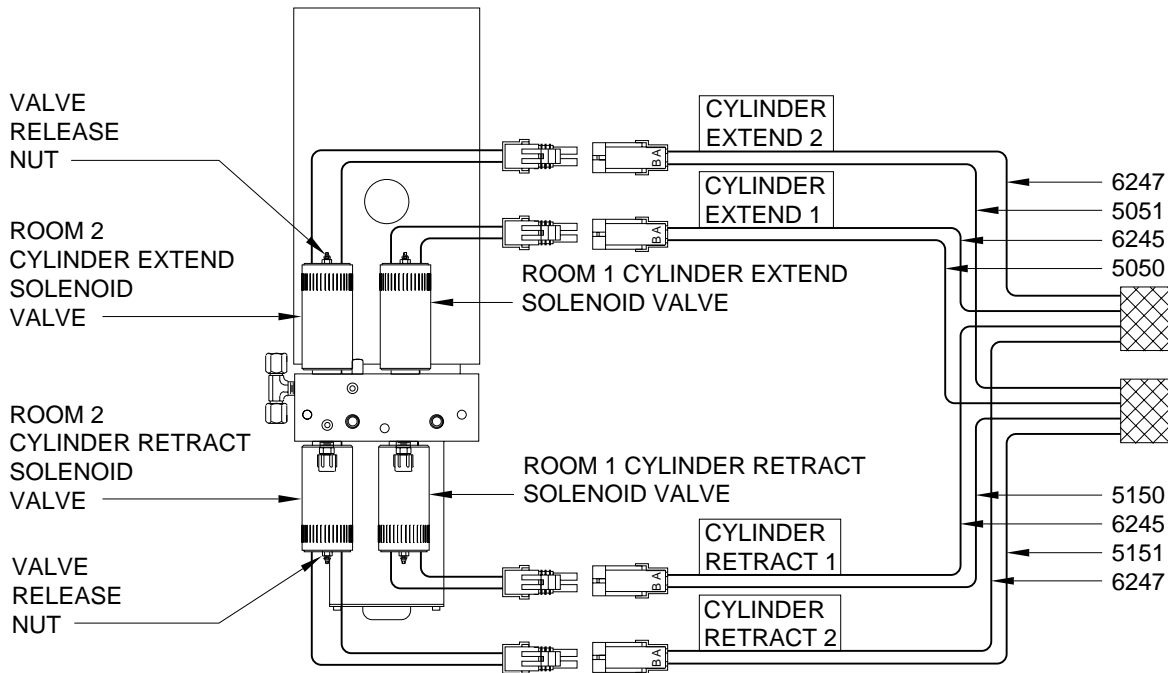 VALVE
RELEASE
NUT
ROOM 2
CYLINDER EXTEND
SOLENOID
VALVE
ROOM 2
CYLINDER RETRACT
SOLENOID
VALVE
VALVE
RELEASE
NUT
ROOM 1 CYLINDER EXTEND
SOLENOID VALVE
ROOM 1 CYLINDER RETRACT
SOLENOID VALVE
CYLINDER
EXTEND 2
B A
CYLINDER
EXTEND 1
B A
CYLINDER
RETRACT 1
B A
CYLINDER
RETRACT 2
B A
6247
5051
6245
5050
5150
6245
5151
6247